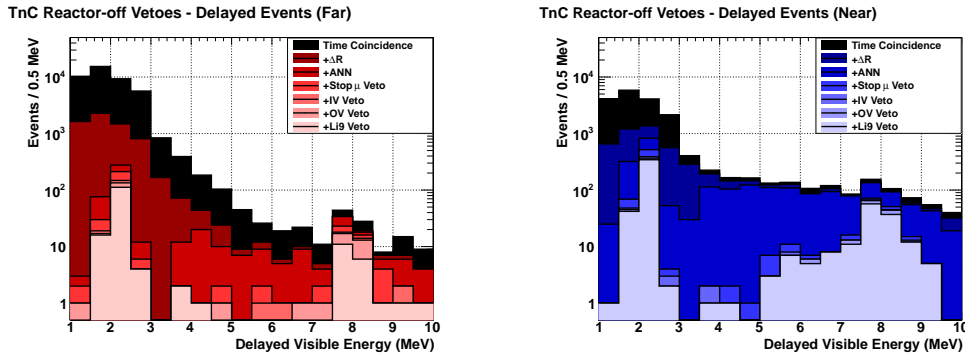 TnC Reactor-off Vetoes - Delayed Events (Far)
Events / 0.5 MeV
10⁴
10³
10²
10
1
Time Coincidence
+ΔR
+ANN
+Stop μ Veto
+IV Veto
+OV Veto
+Li9 Veto
1 2 3 4 5 6 7 8 9 10
Delayed Visible Energy (MeV)
TnC Reactor-off Vetoes - Delayed Events (Near)
Events / 0.5 MeV
10⁴
10³
10²
10
1
Time Coincidence
+ΔR
+ANN
+Stop μ Veto
+IV Veto
+OV Veto
+Li9 Veto
1 2 3 4 5 6 7 8 9 10
Delayed Visible Energy (MeV)